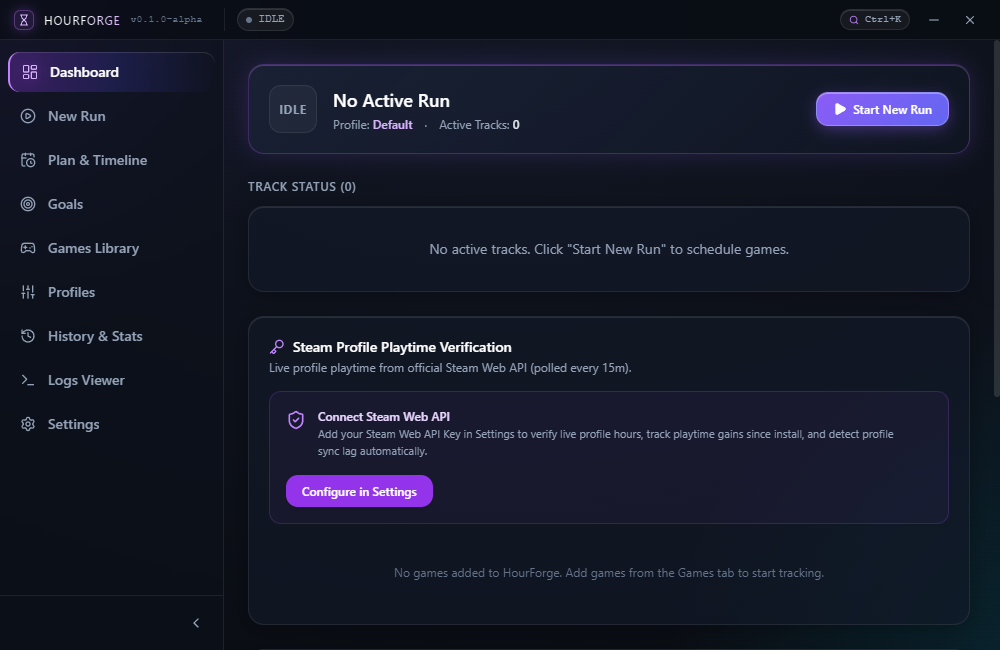 HOURFORGE v0.1.0-alpha IDLE Ctrl+K
Dashboard
New Run
Plan & Timeline
Goals
Games Library
Profiles
History & Stats
Logs Viewer
Settings
IDLE
No Active Run
Profile: Default · Active Tracks: 0
Start New Run
TRACK STATUS (0)
No active tracks. Click "Start New Run" to schedule games.
Steam Profile Playtime Verification
Live profile playtime from official Steam Web API (polled every 15m).
Connect Steam Web API
Add your Steam Web API Key in Settings to verify live profile hours, track playtime gains since install, and detect profile
sync lag automatically.
Configure in Settings
No games added to HourForge. Add games from the Games tab to start tracking.